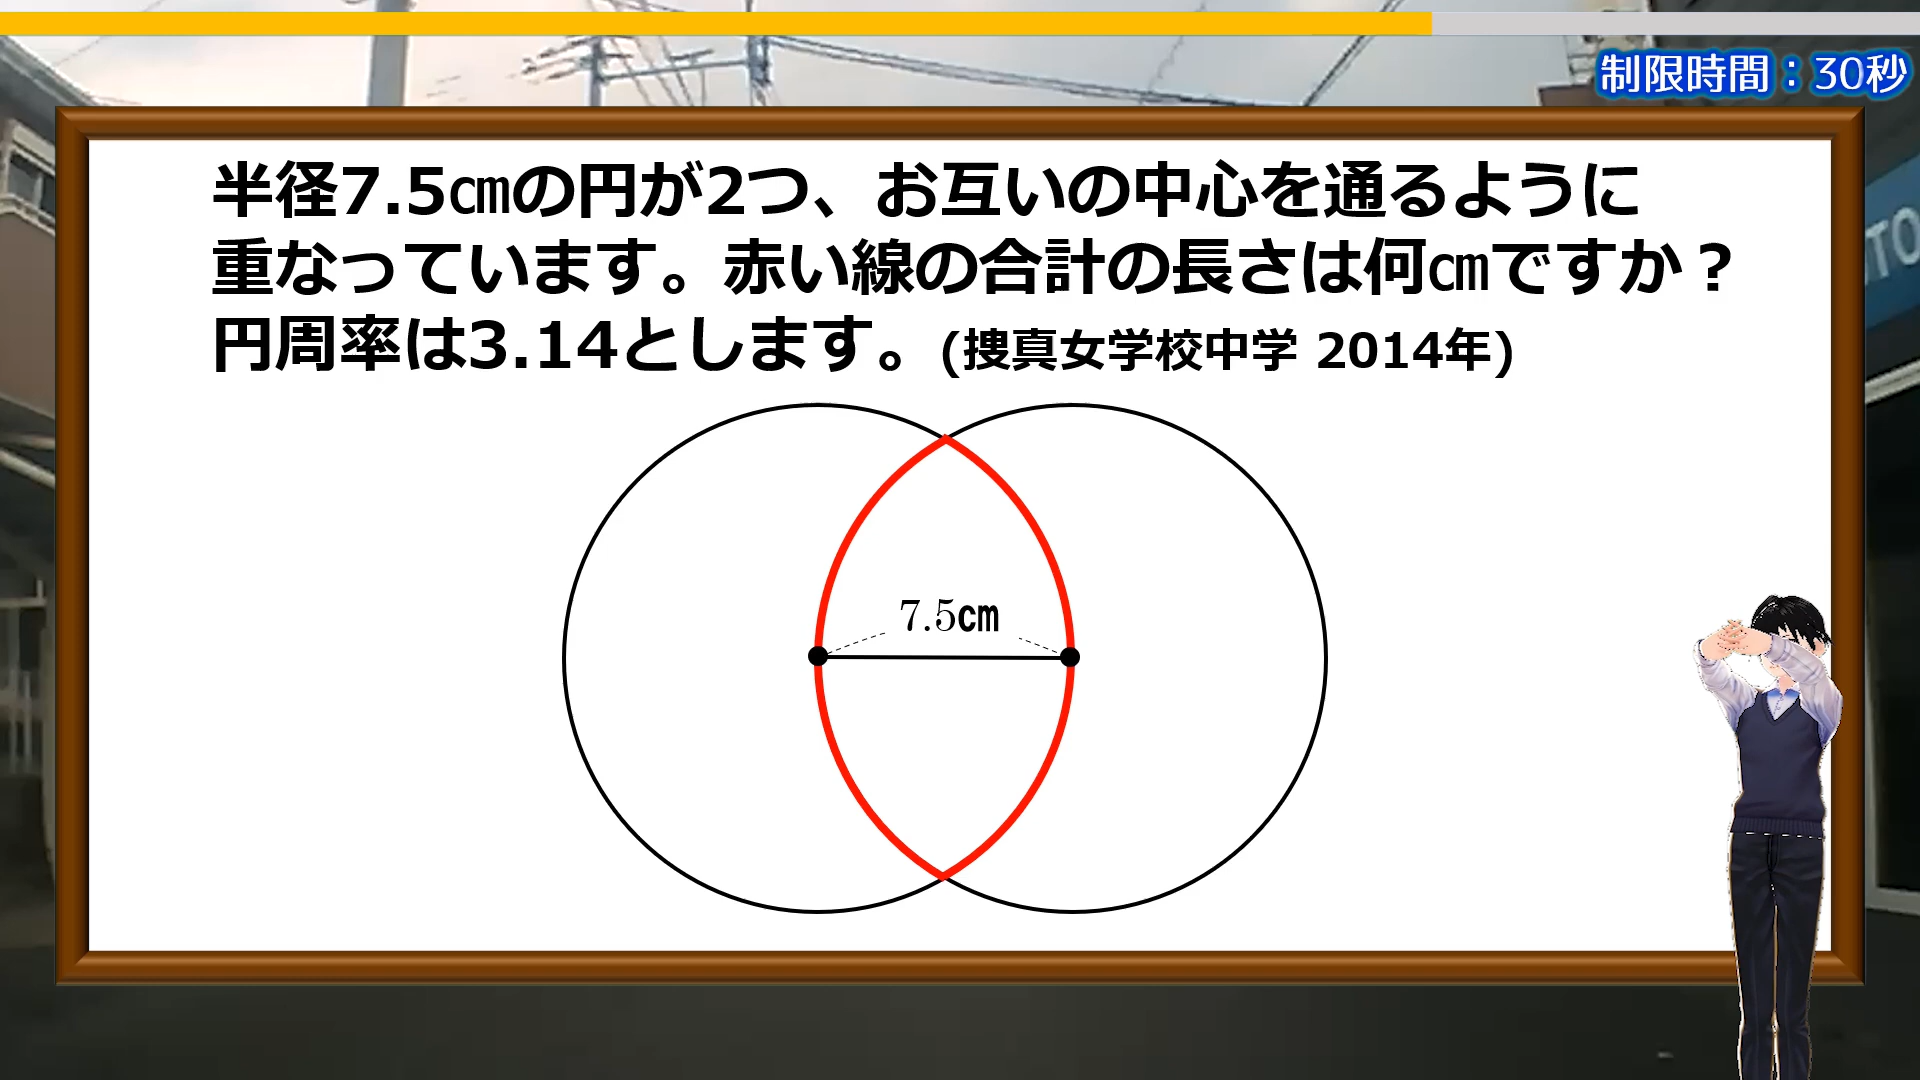 制限時間：30秒
半径7.5㎝の円が2つ、お互いの中心を通るように
重なっています。赤い線の合計の長さは何㎝ですか？
円周率は3.14とします。(捜真女学校中学 2014年)
7.5㎝
TO